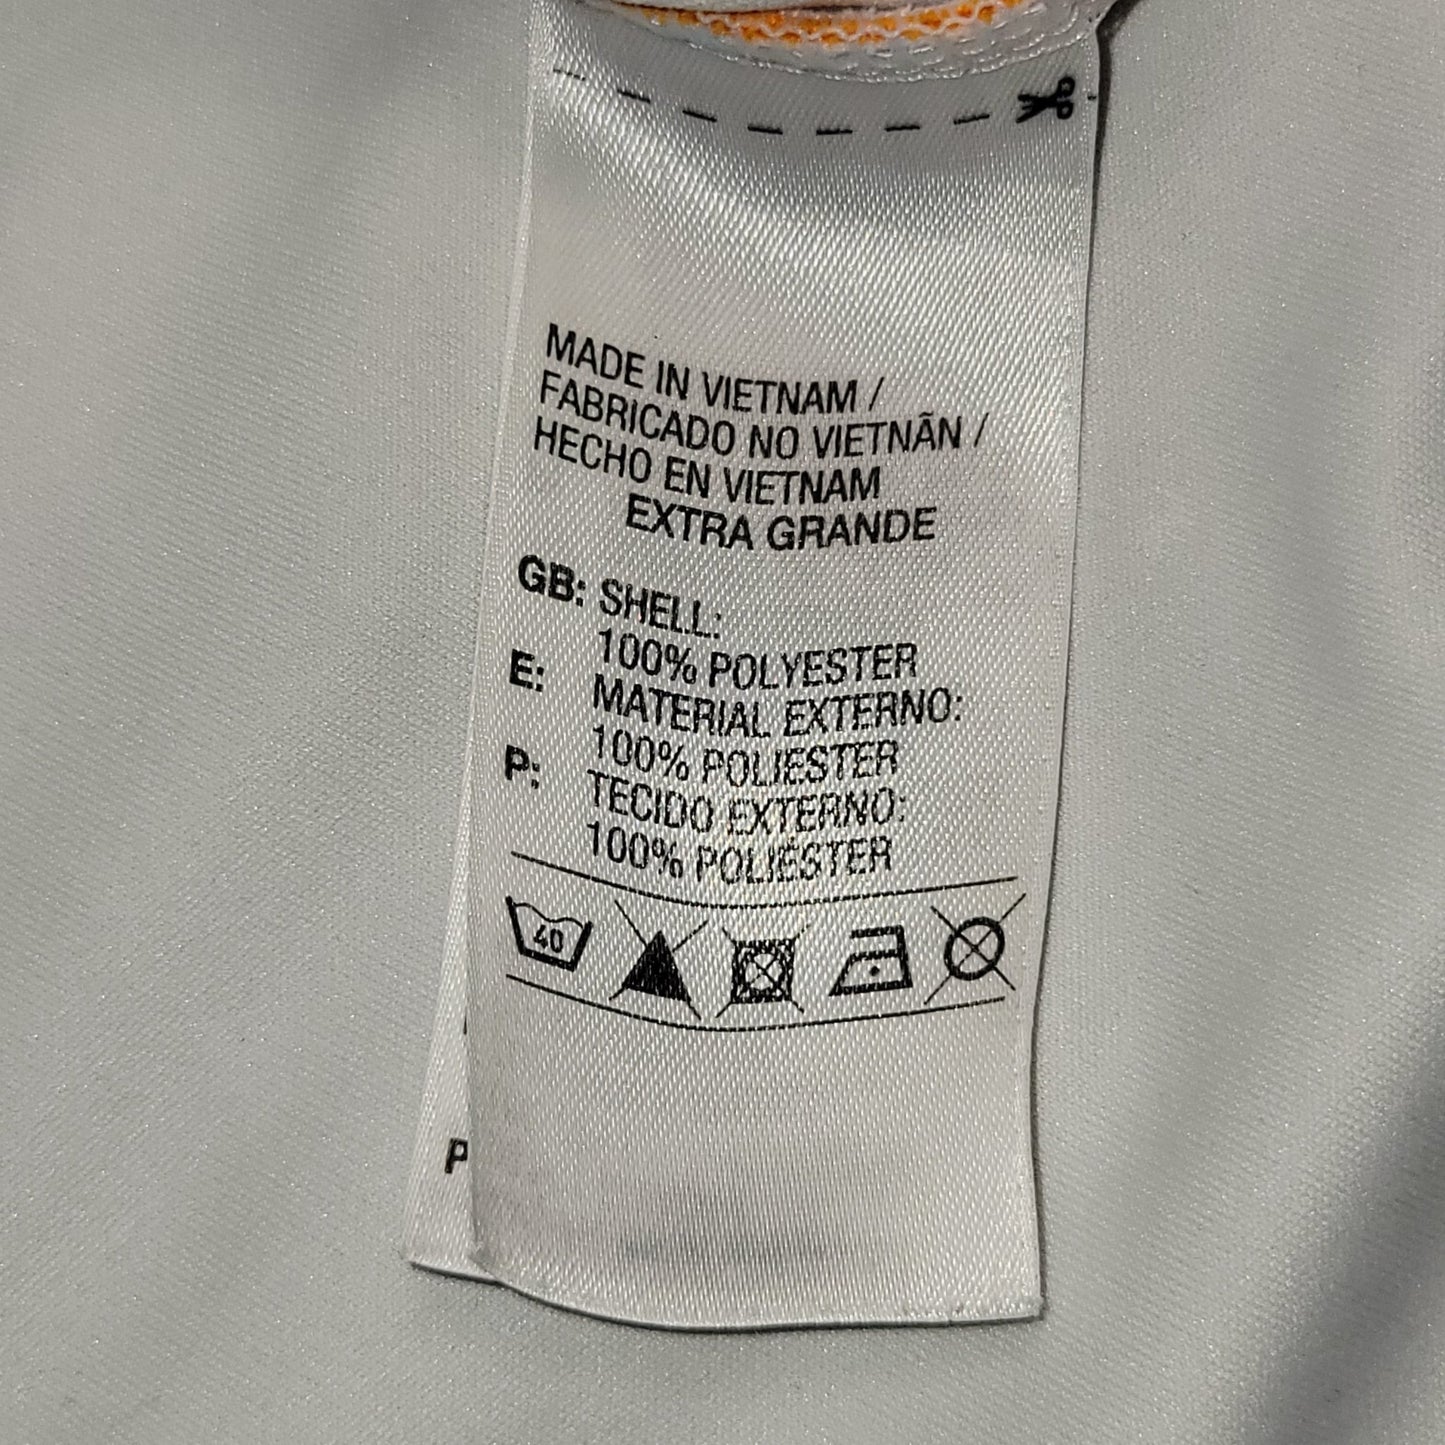 MADE IN VIETNAM /
FABRICADO NO VIETNÃN /
HECHO EN VIETNAM
EXTRA GRANDE
GB: SHELL:
100% POLYESTER
E: MATERIAL EXTERNO:
100% POLIESTER
P: TECIDO EXTERNO:
100% POLIÉSTER
40
P